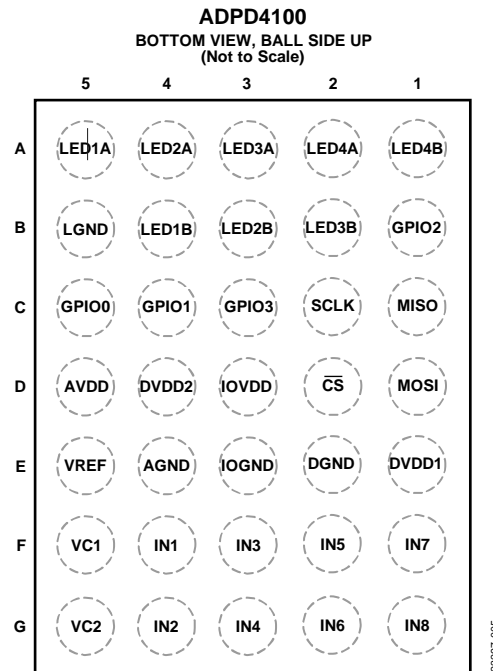 ADPD4100
BOTTOM VIEW, BALL SIDE UP
(Not to Scale)
5 4 3 2 1
A LED1A LED2A LED3A LED4A LED4B
B LGND LED1B LED2B LED3B GPIO2
C GPIO0 GPIO1 GPIO3 SCLK MISO
D AVDD DVDD2 IOVDD C̅S̅ MOSI
E VREF AGND IOGND DGND DVDD1
F VC1 IN1 IN3 IN5 IN7
G VC2 IN2 IN4 IN6 IN8